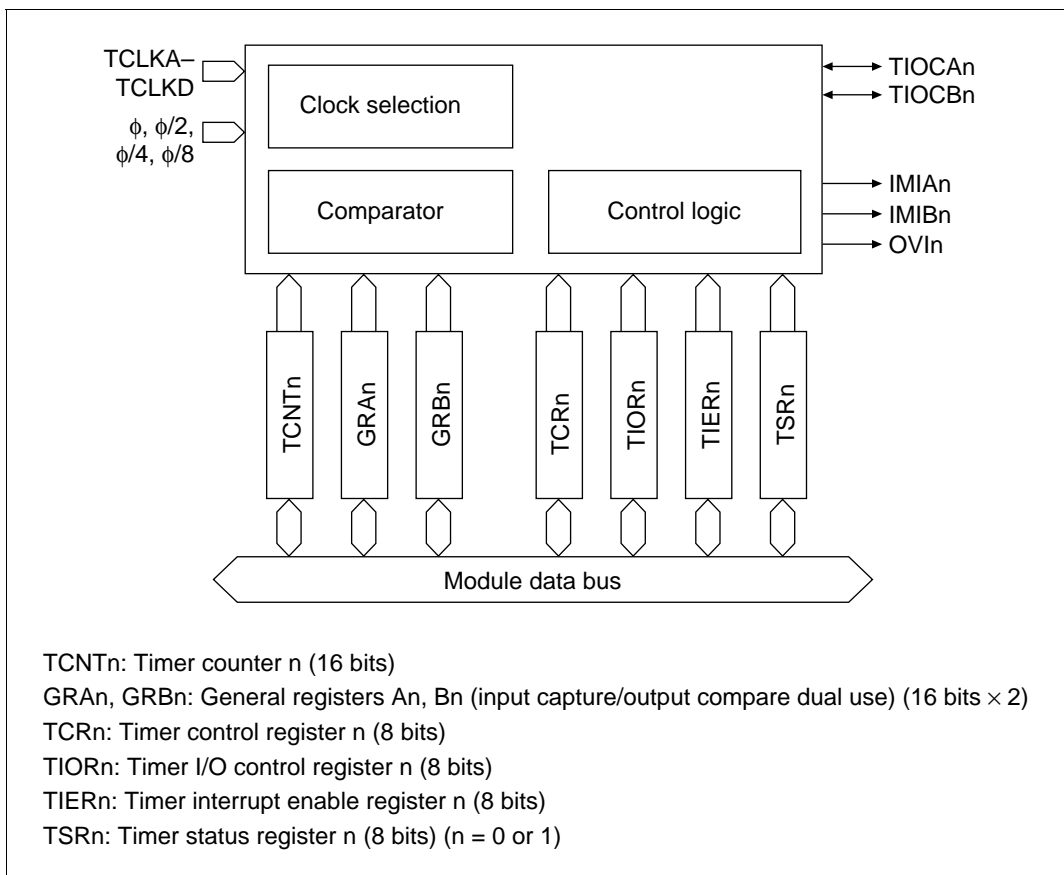 TCLKA–
TCLKD
ϕ, ϕ/2,
ϕ/4, ϕ/8
Clock selection
Comparator
Control logic
TIOCAn
TIOCBn
IMIAn
IMIBn
OVIn
TCNTn
GRAn
GRBn
TCRn
TIORn
TIERn
TSRn
Module data bus
TCNTn: Timer counter n (16 bits)
GRAn, GRBn: General registers An, Bn (input capture/output compare dual use) (16 bits × 2)
TCRn: Timer control register n (8 bits)
TIORn: Timer I/O control register n (8 bits)
TIERn: Timer interrupt enable register n (8 bits)
TSRn: Timer status register n (8 bits) (n = 0 or 1)